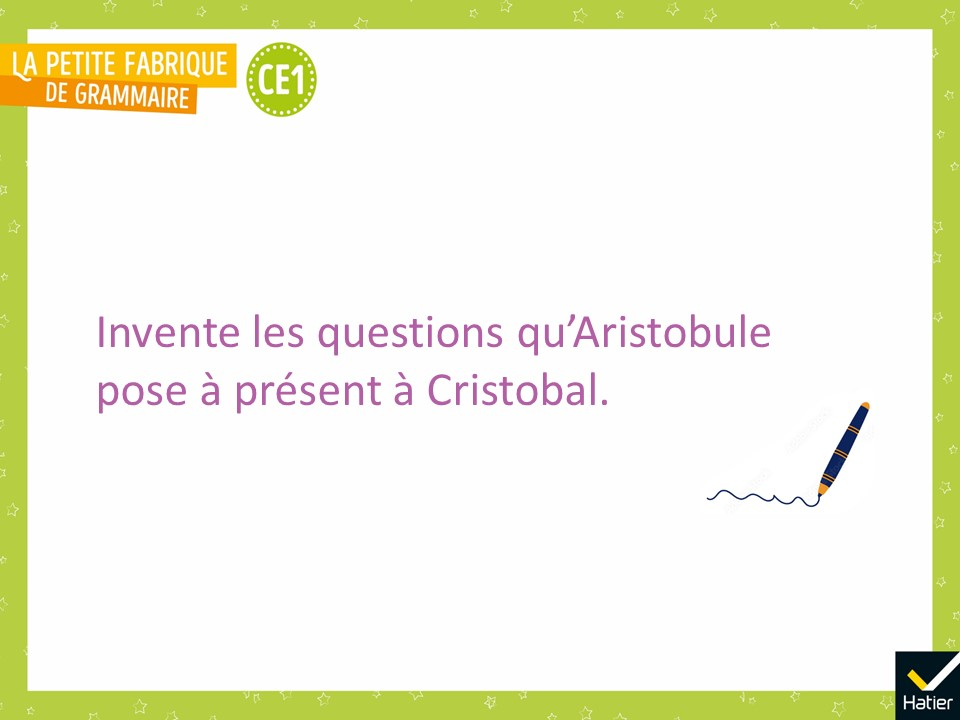 LA PETITE FABRIQUE
DE GRAMMAIRE
CE1
Invente les questions qu’Aristobule
pose à présent à Cristobal.
Hatier